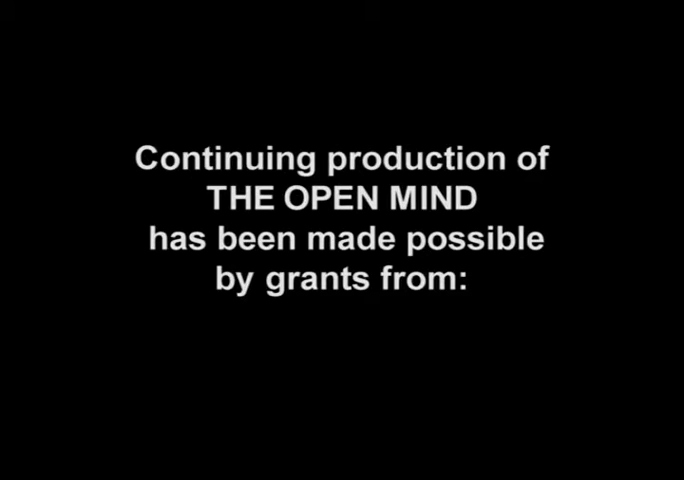 Continuing production of
THE OPEN MIND
has been made possible
by grants from: